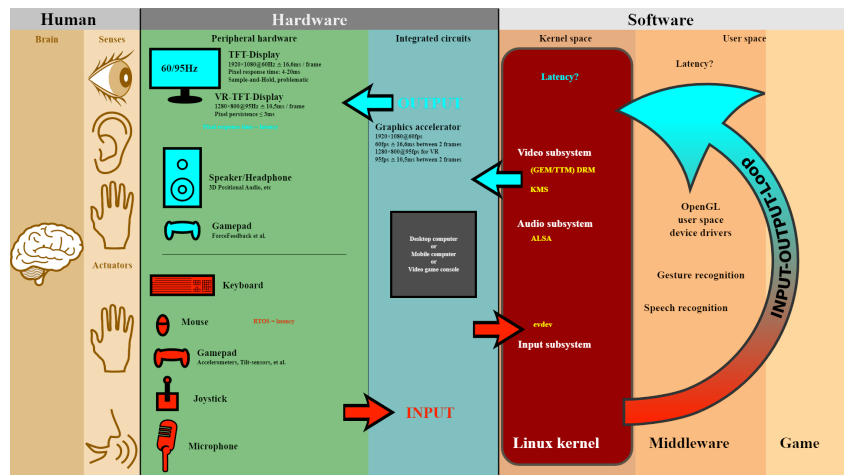 Human
Hardware
Software
Brain
Senses
Peripheral hardware
Integrated circuits
Kernel space
User space
60/95Hz
TFT-Display
1920×1080@60Hz ± 16,6ms / frame
Pixel response time: 4-20ms
Sample-and-Hold, problematic
VR-TFT-Display
1280×800@95Hz ± 10,5ms / frame
Pixel persistence ≤ 3ms
OUTPUT
Graphics accelerator
1920×1080@60fps
60fps ± 16,6ms between 2 frames
1280×800@95fps for VR
95fps ± 10,5ms between 2 frames
Latency?
Latency?
Video subsystem
(GEM/TTM) DRM
KMS
Speaker/Headphone
3D Positional Audio, etc
Gamepad
ForceFeedback et al.
Audio subsystem
ALSA
OpenGL
user space
device drivers
Desktop computer
or
Mobile computer
or
Video game console
Actuators
Gesture recognition
Speech recognition
INPUT-OUTPUT-Loop
Keyboard
Mouse
RTOS → latency
Gamepad
Accelerometers, Tilt-sensors, et al.
evdev
Input subsystem
Joystick
INPUT
Microphone
Linux kernel
Middleware
Game